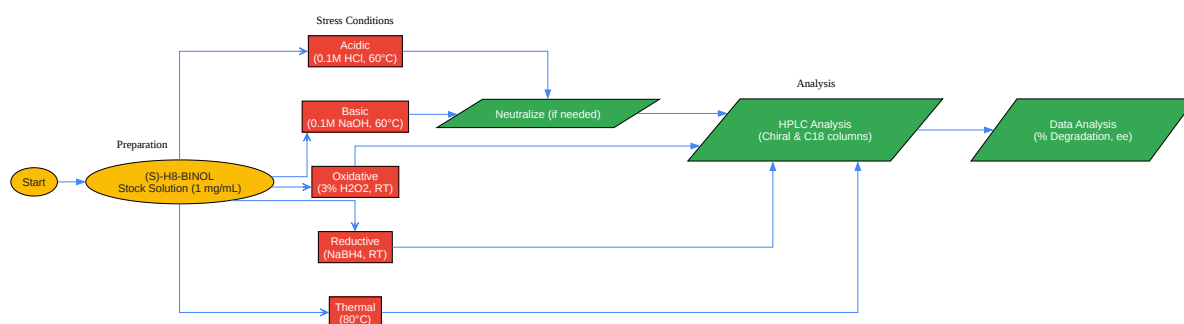 Stress Conditions
Acidic
(0.1M HCl, 60°C)
Analysis
Basic
(0.1M NaOH, 60°C)
Neutralize (if needed)
HPLC Analysis
(Chiral & C18 columns)
Data Analysis
(% Degradation, ee)
Preparation
Start
(S)-H8-BINOL
Stock Solution (1 mg/mL)
Oxidative
(3% H2O2, RT)
Reductive
(NaBH4, RT)
Thermal
(80°C)